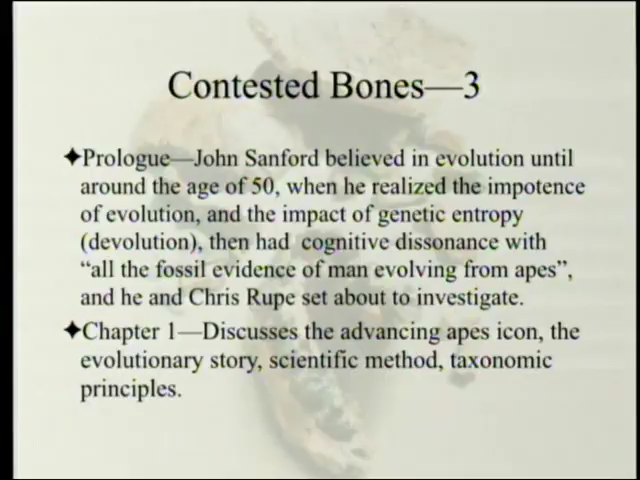 Contested Bones—3
✦Prologue—John Sanford believed in evolution until
around the age of 50, when he realized the impotence
of evolution, and the impact of genetic entropy
(devolution), then had cognitive dissonance with
“all the fossil evidence of man evolving from apes”,
and he and Chris Rupe set about to investigate.
✦Chapter 1—Discusses the advancing apes icon, the
evolutionary story, scientific method, taxonomic
principles.